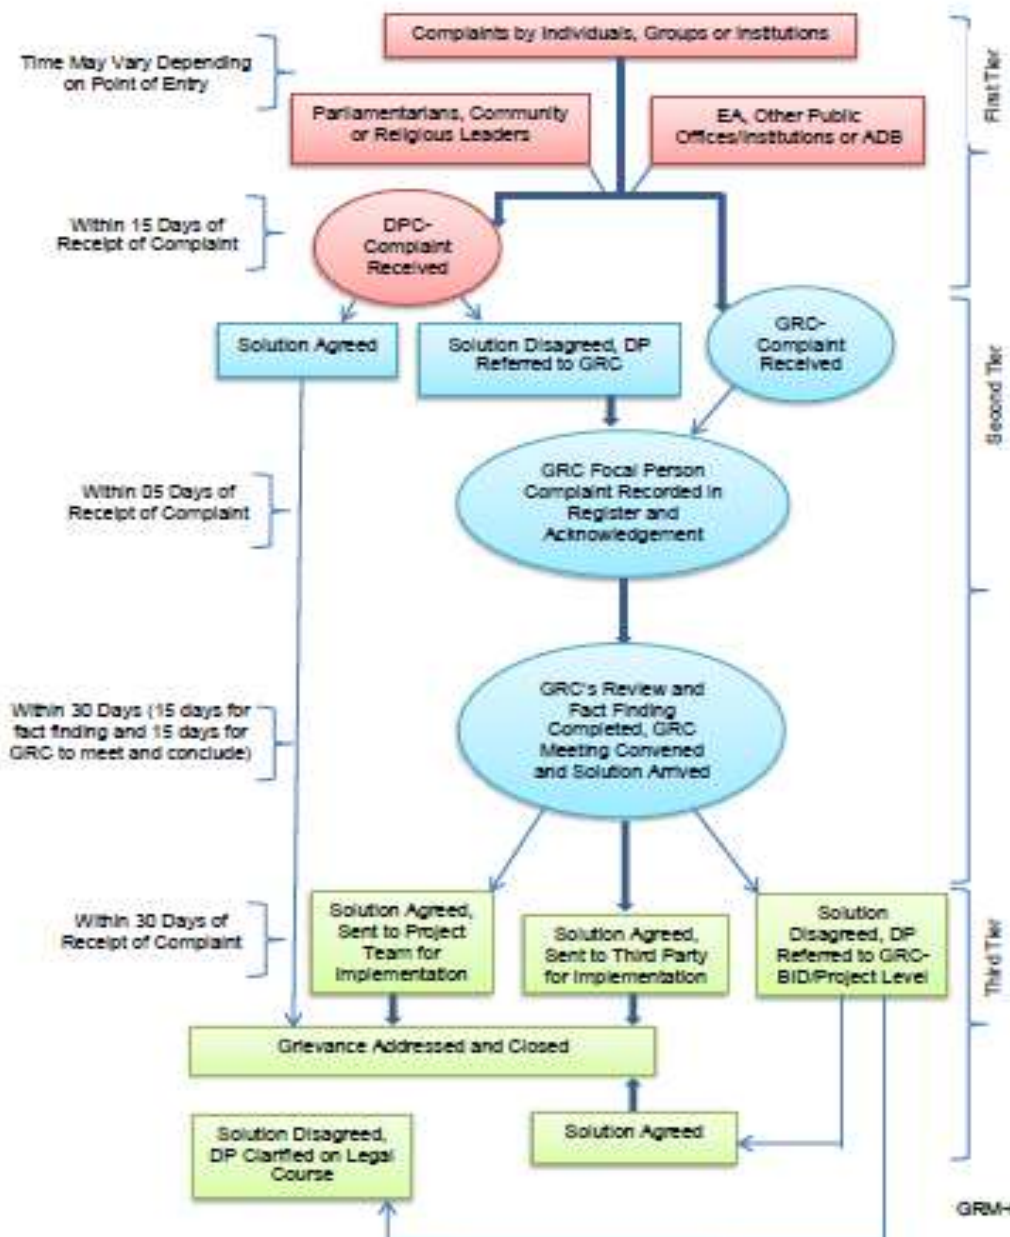 Complaints by Individuals, Groups or Institutions
Time May Vary Depending
on Point of Entry
Parliamentarians, Community
or Religious Leaders
EA, Other Public
Offices/Institutions or ADB
First Tier
Within 15 Days of
Receipt of Complaint
DPC-
Complaint
Received
Solution Agreed
Solution Disagreed, DP
Referred to GRC
GRC-
Complaint
Received
Second Tier
Within 05 Days of
Receipt of Complaint
GRC Focal Person
Complaint Recorded in
Register and
Acknowledgement
Within 30 Days (15 days for
fact finding and 15 days for
GRC to meet and conclude)
GRC's Review and
Fact Finding
Completed, GRC
Meeting Convened
and Solution Arrived
Within 30 Days of
Receipt of Complaint
Solution Agreed,
Sent to Project
Team for
Implementation
Solution Agreed,
Sent to Third Party
for Implementation
Solution
Disagreed, DP
Referred to GRC-
BID/Project Level
Third Tier
Grievance Addressed and Closed
Solution Disagreed,
DP Clarified on Legal
Course
Solution Agreed